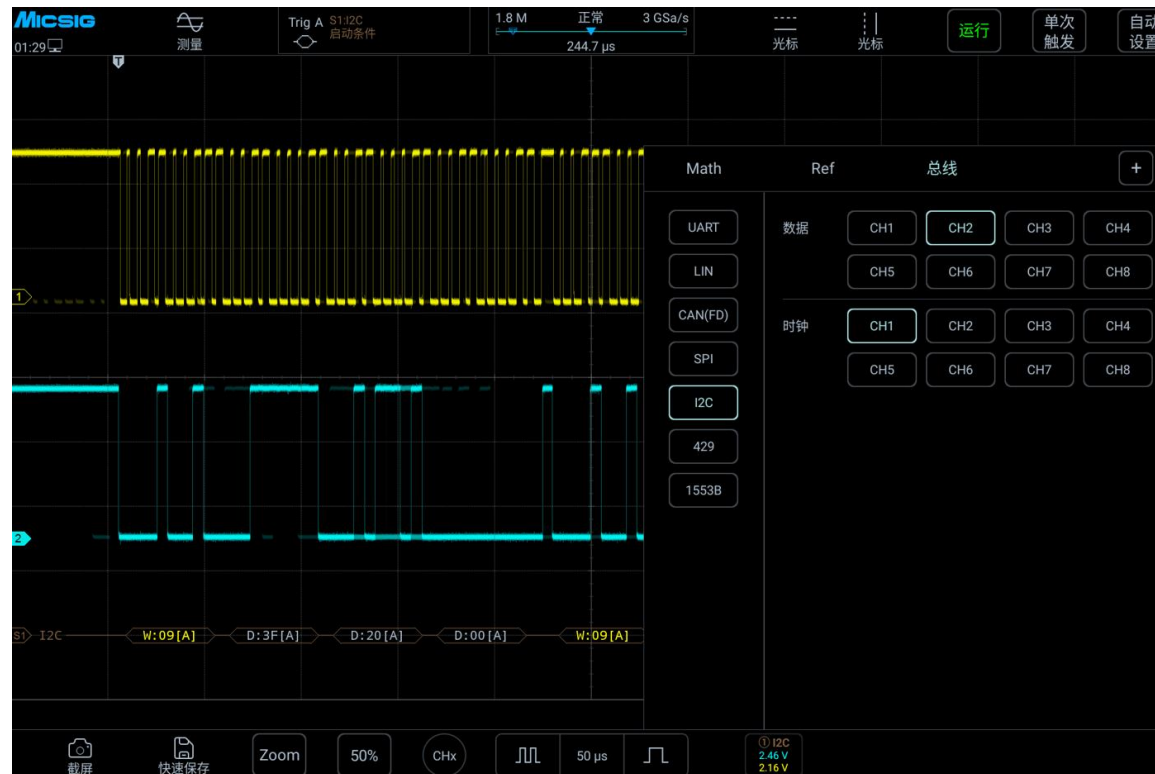 Micsig
01:29
测量
Trig A S1:I2C
启动条件
1.8 M 正常 3 GSa/s
244.7 μs
光标
光标
运行
单次
触发
自动
设置
T
Math Ref 总线 +
UART
LIN
CAN(FD)
SPI
I2C
429
1553B
数据 CH1 CH2 CH3 CH4
CH5 CH6 CH7 CH8
时钟 CH1 CH2 CH3 CH4
CH5 CH6 CH7 CH8
1
2
S1 I2C W:09[A] D:3F[A] D:20[A] D:00[A] W:09[A]
截屏
快速保存
Zoom
50%
CHx
50 μs
① I2C
2.46 V
2.16 V